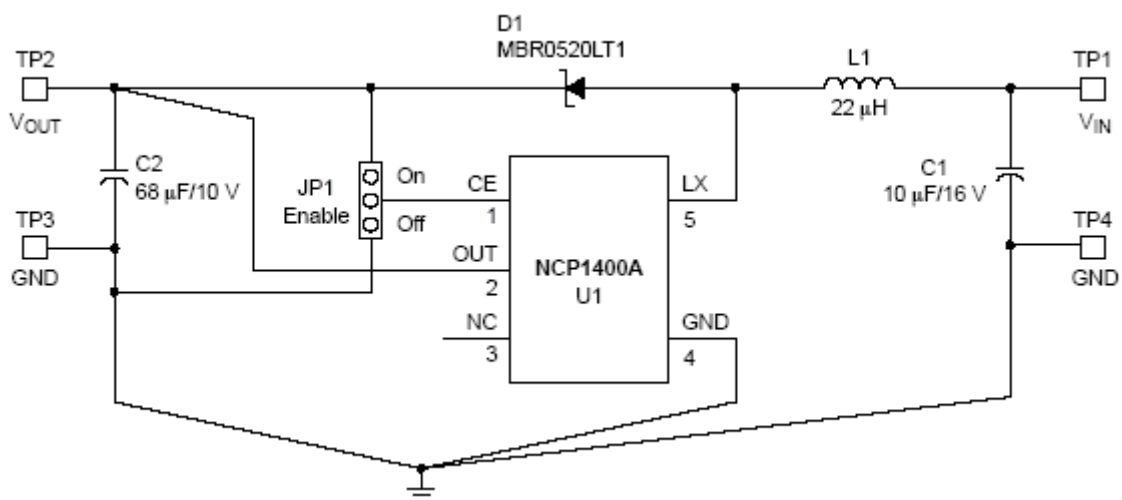 D1
MBR0520LT1
TP2
L1
TP1
VOUT
22 µH
VIN
C2
68 µF/10 V
JP1
Enable
On
Off
CE
1
LX
5
C1
10 µF/16 V
TP3
GND
OUT
2
NCP1400A
U1
TP4
GND
NC
3
GND
4